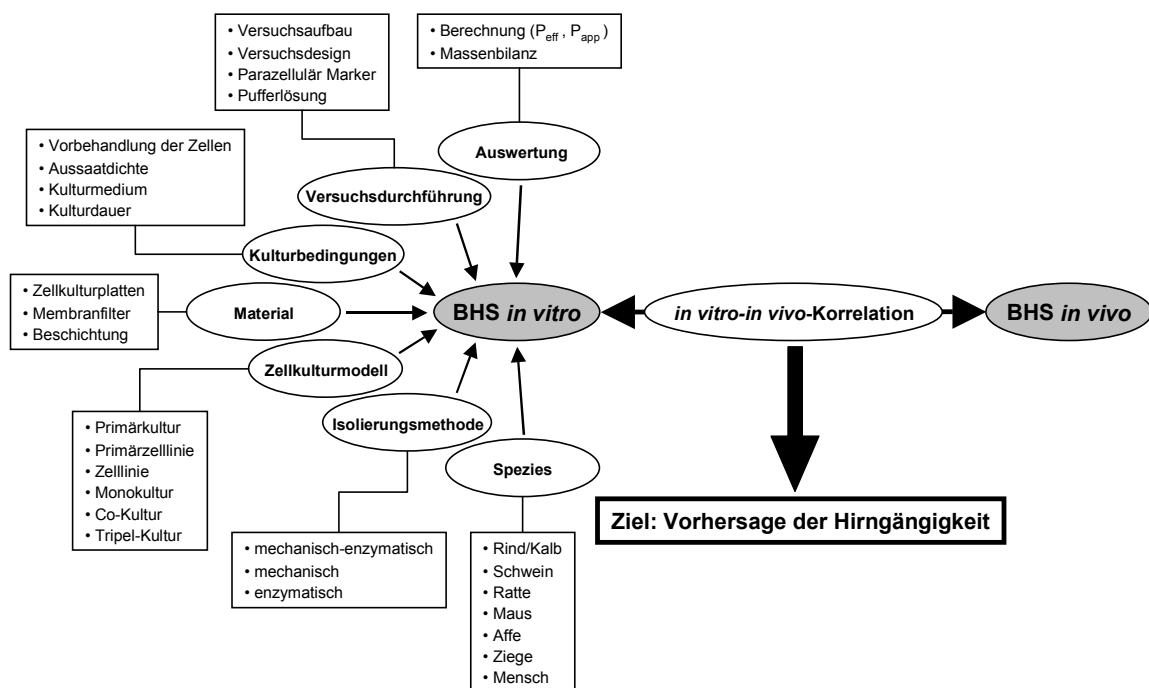 • Versuchsaufbau
• Versuchsdesign
• Parazellulär Marker
• Pufferlösung
• Berechnung (Peff , Papp )
• Massenbilanz
• Vorbehandlung der Zellen
• Aussaatdichte
• Kulturmedium
• Kulturdauer
Auswertung
Versuchsdurchführung
Kulturbedingungen
• Zellkulturplatten
• Membranfilter
• Beschichtung
Material
BHS in vitro
in vitro-in vivo-Korrelation
BHS in vivo
Zellkulturmodell
Isolierungsmethode
Spezies
• Primärkultur
• Primärzelllinie
• Zelllinie
• Monokultur
• Co-Kultur
• Tripel-Kultur
Ziel: Vorhersage der Hirngängigkeit
• mechanisch-enzymatisch
• mechanisch
• enzymatisch
• Rind/Kalb
• Schwein
• Ratte
• Maus
• Affe
• Ziege
• Mensch